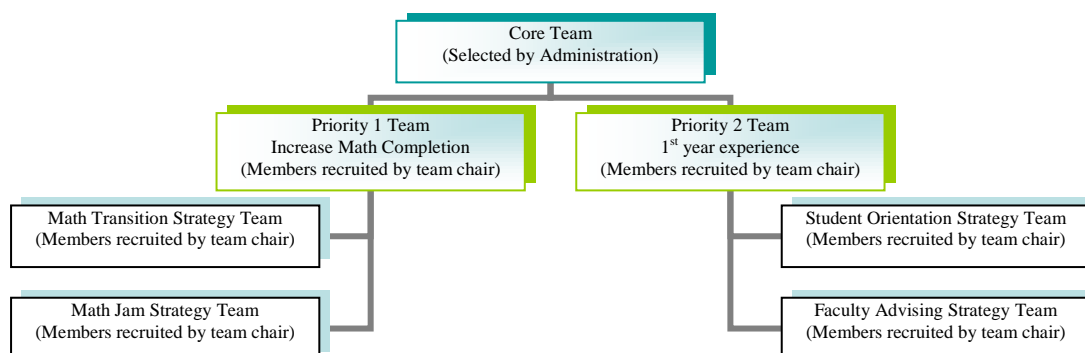 Core Team
(Selected by Administration)
Priority 1 Team
Increase Math Completion
(Members recruited by team chair)
Priority 2 Team
1st year experience
(Members recruited by team chair)
Math Transition Strategy Team
(Members recruited by team chair)
Student Orientation Strategy Team
(Members recruited by team chair)
Math Jam Strategy Team
(Members recruited by team chair)
Faculty Advising Strategy Team
(Members recruited by team chair)